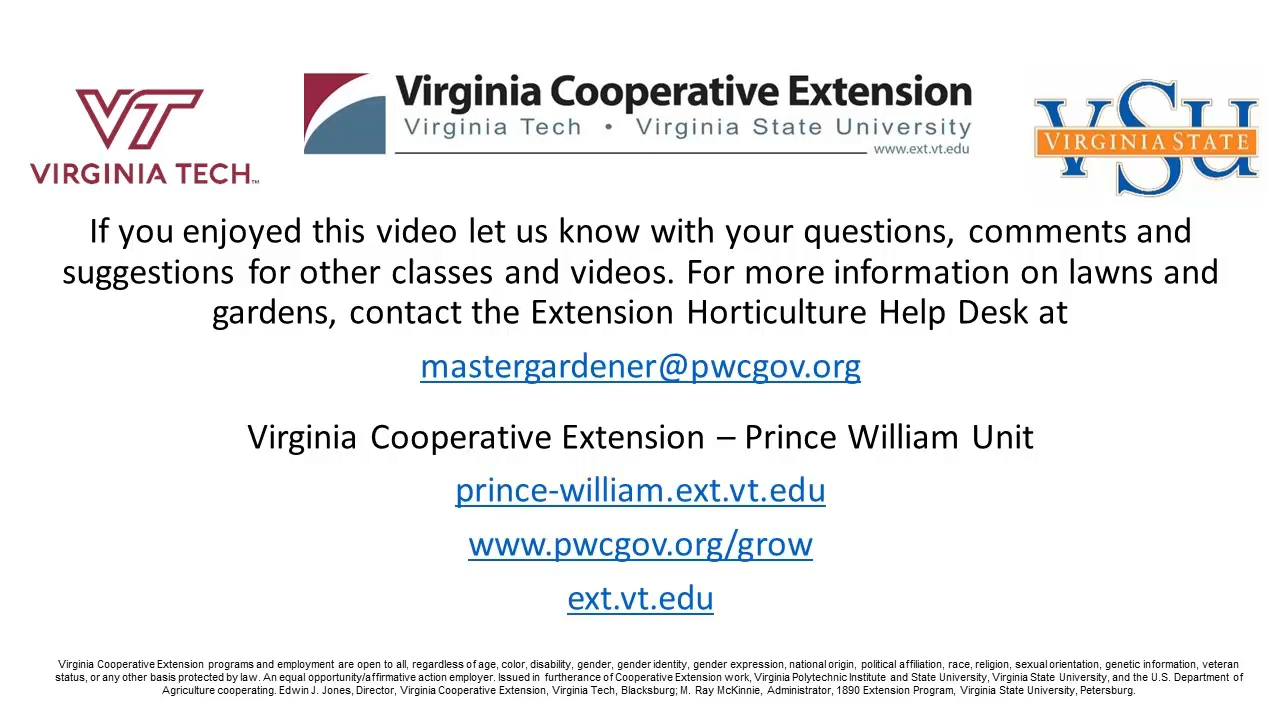 VT
VIRGINIA TECH™
Virginia Cooperative Extension
Virginia Tech • Virginia State University
www.ext.vt.edu
VSU
VIRGINIA STATE
If you enjoyed this video let us know with your questions, comments and
suggestions for other classes and videos. For more information on lawns and
gardens, contact the Extension Horticulture Help Desk at
mastergardener@pwcgov.org
Virginia Cooperative Extension – Prince William Unit
prince-william.ext.vt.edu
www.pwcgov.org/grow
ext.vt.edu
Virginia Cooperative Extension programs and employment are open to all, regardless of age, color, disability, gender, gender identity, gender expression, national origin, political affiliation, race, religion, sexual orientation, genetic information, veteran
status, or any other basis protected by law. An equal opportunity/affirmative action employer. Issued in furtherance of Cooperative Extension work, Virginia Polytechnic Institute and State University, Virginia State University, and the U.S. Department of
Agriculture cooperating. Edwin J. Jones, Director, Virginia Cooperative Extension, Virginia Tech, Blacksburg; M. Ray McKinnie, Administrator, 1890 Extension Program, Virginia State University, Petersburg.